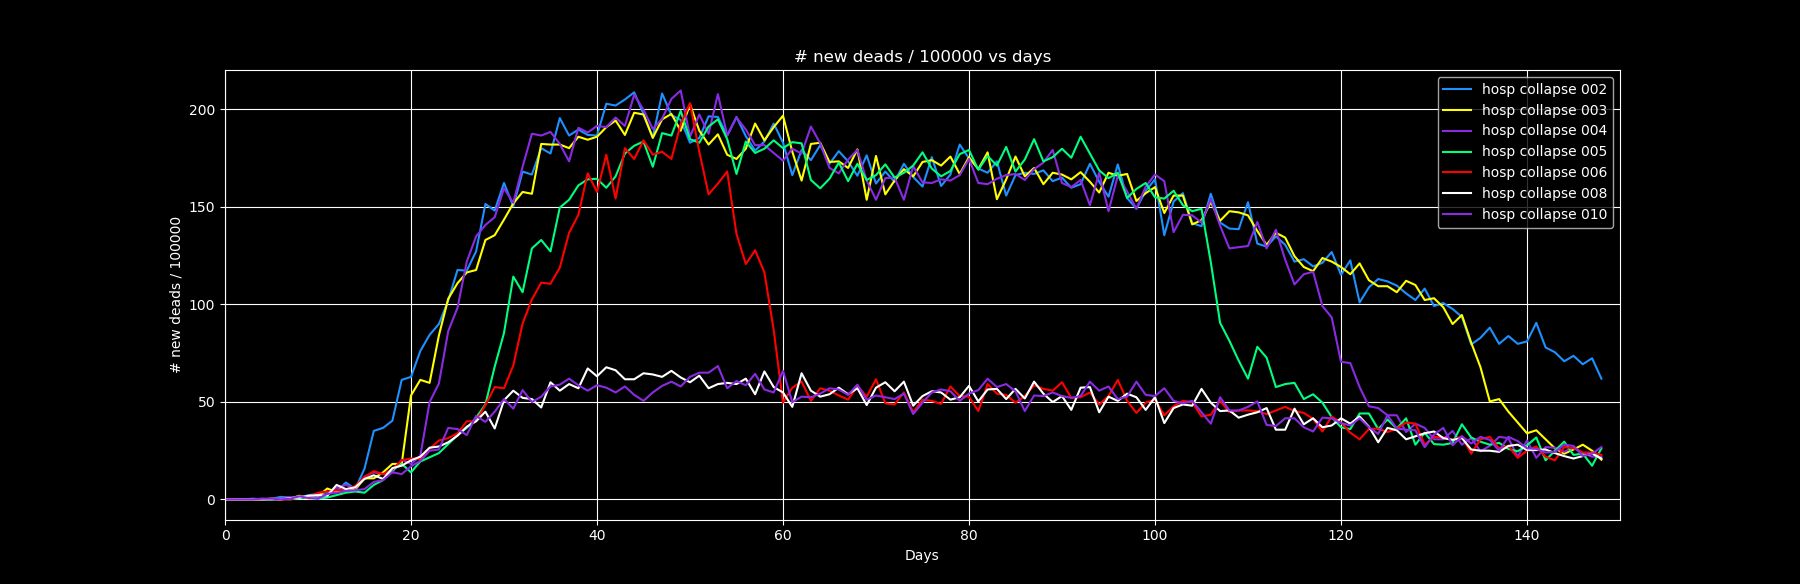 # new deads / 100000 vs days
# new deads / 100000
200
150
100
50
0
0 20 40 60 80 100 120 140
Days
hosp collapse 002
hosp collapse 003
hosp collapse 004
hosp collapse 005
hosp collapse 006
hosp collapse 008
hosp collapse 010